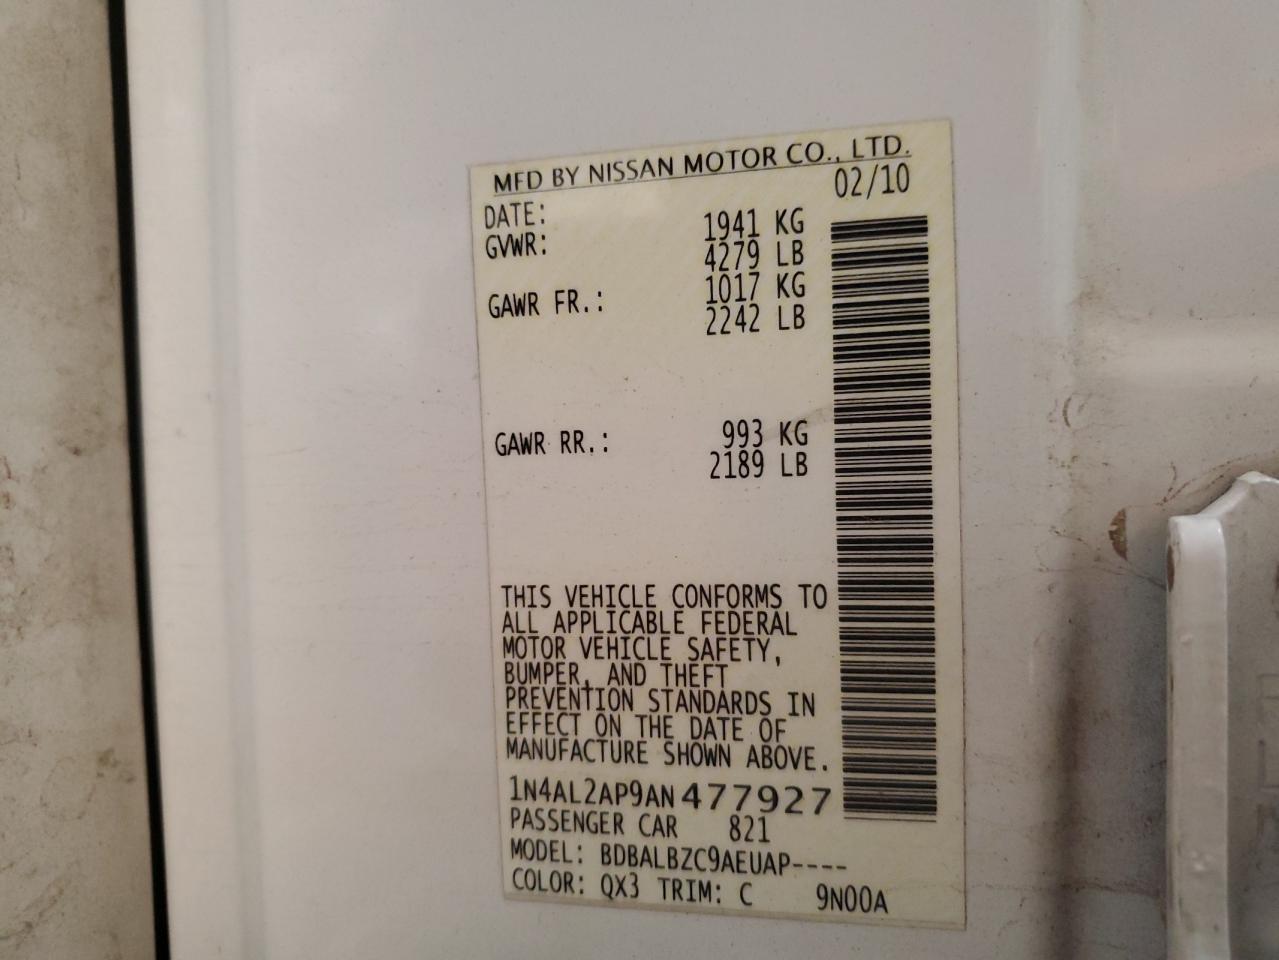 MFD BY NISSAN MOTOR CO., LTD.
DATE: 02/10
GVWR: 1941 KG
4279 LB
GAWR FR.: 1017 KG
2242 LB
GAWR RR.: 993 KG
2189 LB
THIS VEHICLE CONFORMS TO
ALL APPLICABLE FEDERAL
MOTOR VEHICLE SAFETY,
BUMPER, AND THEFT
PREVENTION STANDARDS IN
EFFECT ON THE DATE OF
MANUFACTURE SHOWN ABOVE.
1N4AL2AP9AN477927
PASSENGER CAR 821
MODEL: BDBALBZC9AEUAP----
COLOR: QX3 TRIM: C 9N00A